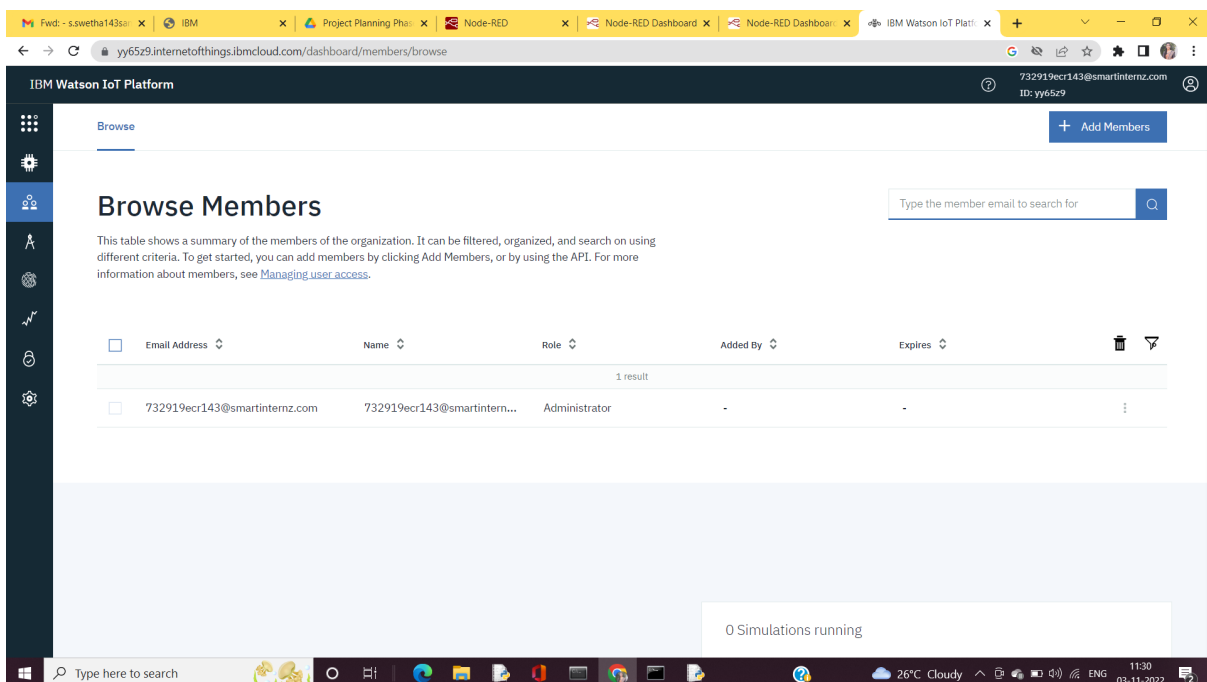 Fwd: - s.swetha143sar
IBM
Project Planning Phas
Node-RED
Node-RED Dashboard
Node-RED Dashboard
IBM Watson IoT Platfo
yy65z9.internetofthings.ibmcloud.com/dashboard/members/browse
IBM Watson IoT Platform
732919ecr143@smartinternz.com
ID: yy65z9
Browse
+ Add Members
Browse Members
Type the member email to search for
This table shows a summary of the members of the organization. It can be filtered, organized, and search on using
different criteria. To get started, you can add members by clicking Add Members, or by using the API. For more
information about members, see Managing user access.
Email Address Name Role Added By Expires
1 result
732919ecr143@smartinternz.com 732919ecr143@smartintern... Administrator - -
0 Simulations running
Type here to search
26°C Cloudy
ENG
11:30
03-11-2022
2